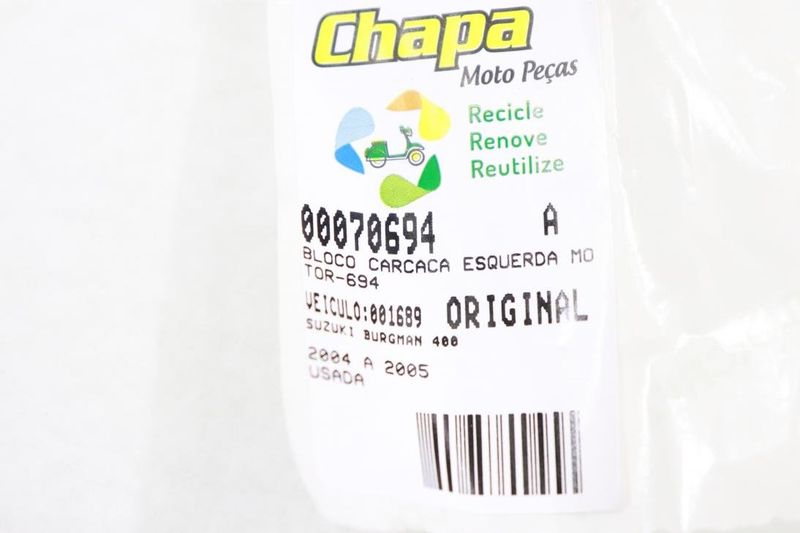 Chapa
Moto Peças
Recicle
Renove
Reutilize
00070694 A
BLOCO CARCACA ESQUERDA MO
TOR-694
VEICULO:001689 ORIGINAL
SUZUKI BURGMAN 400
2004 A 2005
USADA